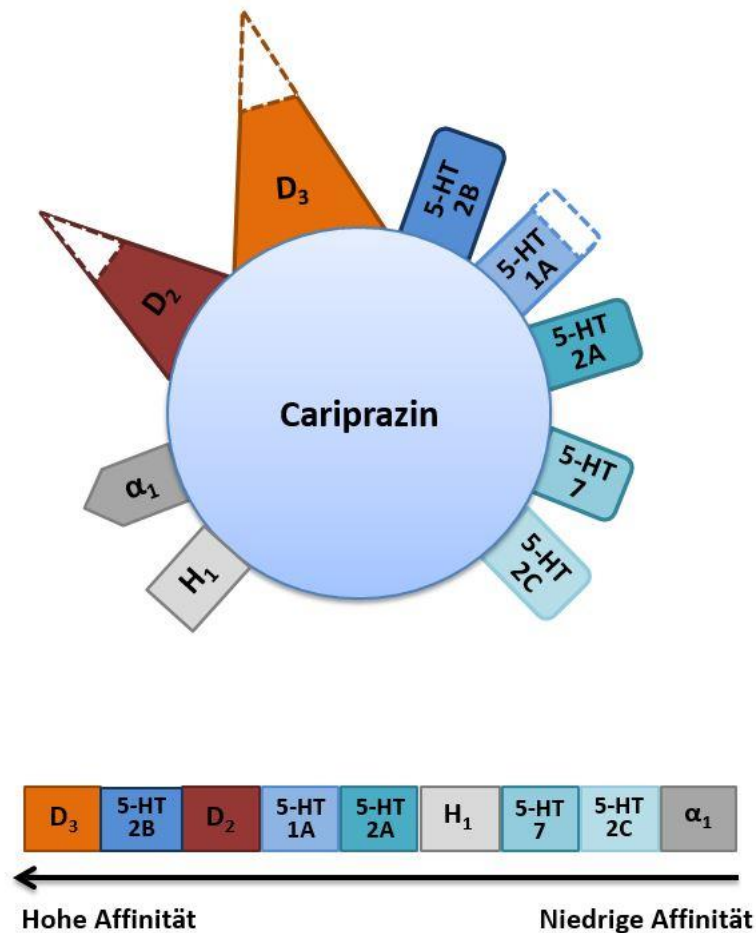 D₃
5-HT
2B
5-HT
1A
D₂
5-HT
2A
Cariprazin
α₁
5-HT
7
H₁
5-HT
2C
D₃ 5-HT 2B D₂ 5-HT 1A 5-HT 2A H₁ 5-HT 7 5-HT 2C α₁
Hohe Affinität Niedrige Affinität